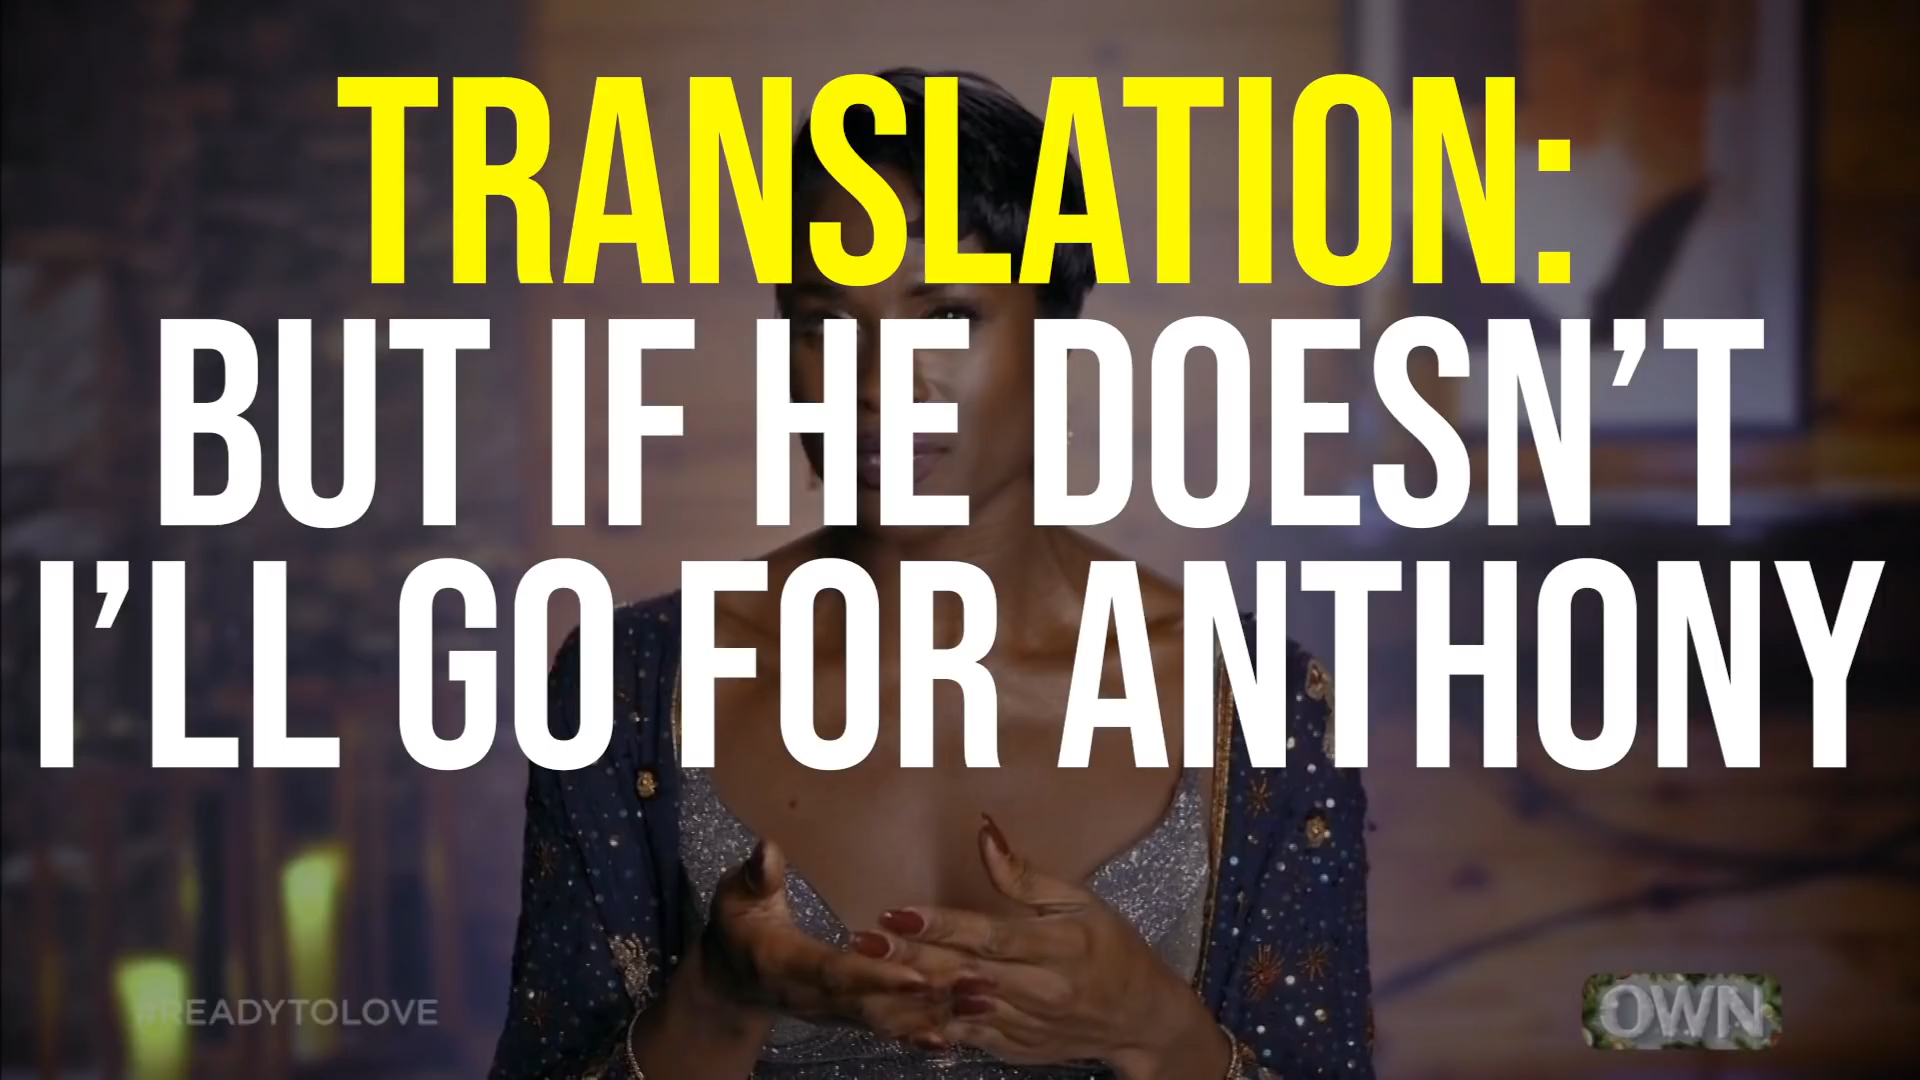 TRANSLATION:
BUT IF HE DOESN'T
I'LL GO FOR ANTHONY
#READYTOLOVE
OWN